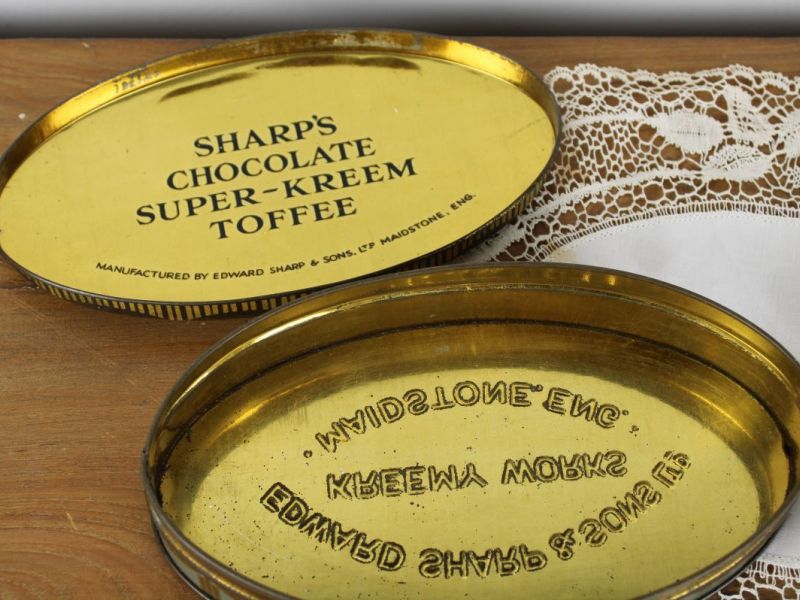 SHARP'S
CHOCOLATE
SUPER-KREEM
TOFFEE
MANUFACTURED BY EDWARD SHARP & SONS. LTD MAIDSTONE, ENG.
EDWARD SHARP & SONS LTD
KREEMY WORKS
MAIDSTONE. ENG.